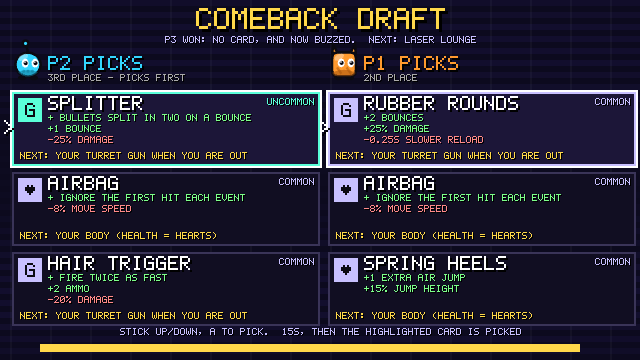 COMEBACK DRAFT
P3 WON: NO CARD, AND NOW BUZZED.  NEXT: LASER LOUNGE
P2 PICKS
3RD PLACE - PICKS FIRST
G SPLITTER UNCOMMON
+ BULLETS SPLIT IN TWO ON A BOUNCE
+1 BOUNCE
-25% DAMAGE
NEXT: YOUR TURRET GUN WHEN YOU ARE OUT
AIRBAG COMMON
+ IGNORE THE FIRST HIT EACH EVENT
-8% MOVE SPEED
NEXT: YOUR BODY (HEALTH = HEARTS)
G HAIR TRIGGER COMMON
+ FIRE TWICE AS FAST
+2 AMMO
-20% DAMAGE
NEXT: YOUR TURRET GUN WHEN YOU ARE OUT
P1 PICKS
2ND PLACE
G RUBBER ROUNDS COMMON
+2 BOUNCES
+25% DAMAGE
-0.25S SLOWER RELOAD
NEXT: YOUR TURRET GUN WHEN YOU ARE OUT
AIRBAG COMMON
+ IGNORE THE FIRST HIT EACH EVENT
-8% MOVE SPEED
NEXT: YOUR BODY (HEALTH = HEARTS)
SPRING HEELS COMMON
+1 EXTRA AIR JUMP
+15% JUMP HEIGHT
NEXT: YOUR BODY (HEALTH = HEARTS)
STICK UP/DOWN, A TO PICK.  15S, THEN THE HIGHLIGHTED CARD IS PICKED